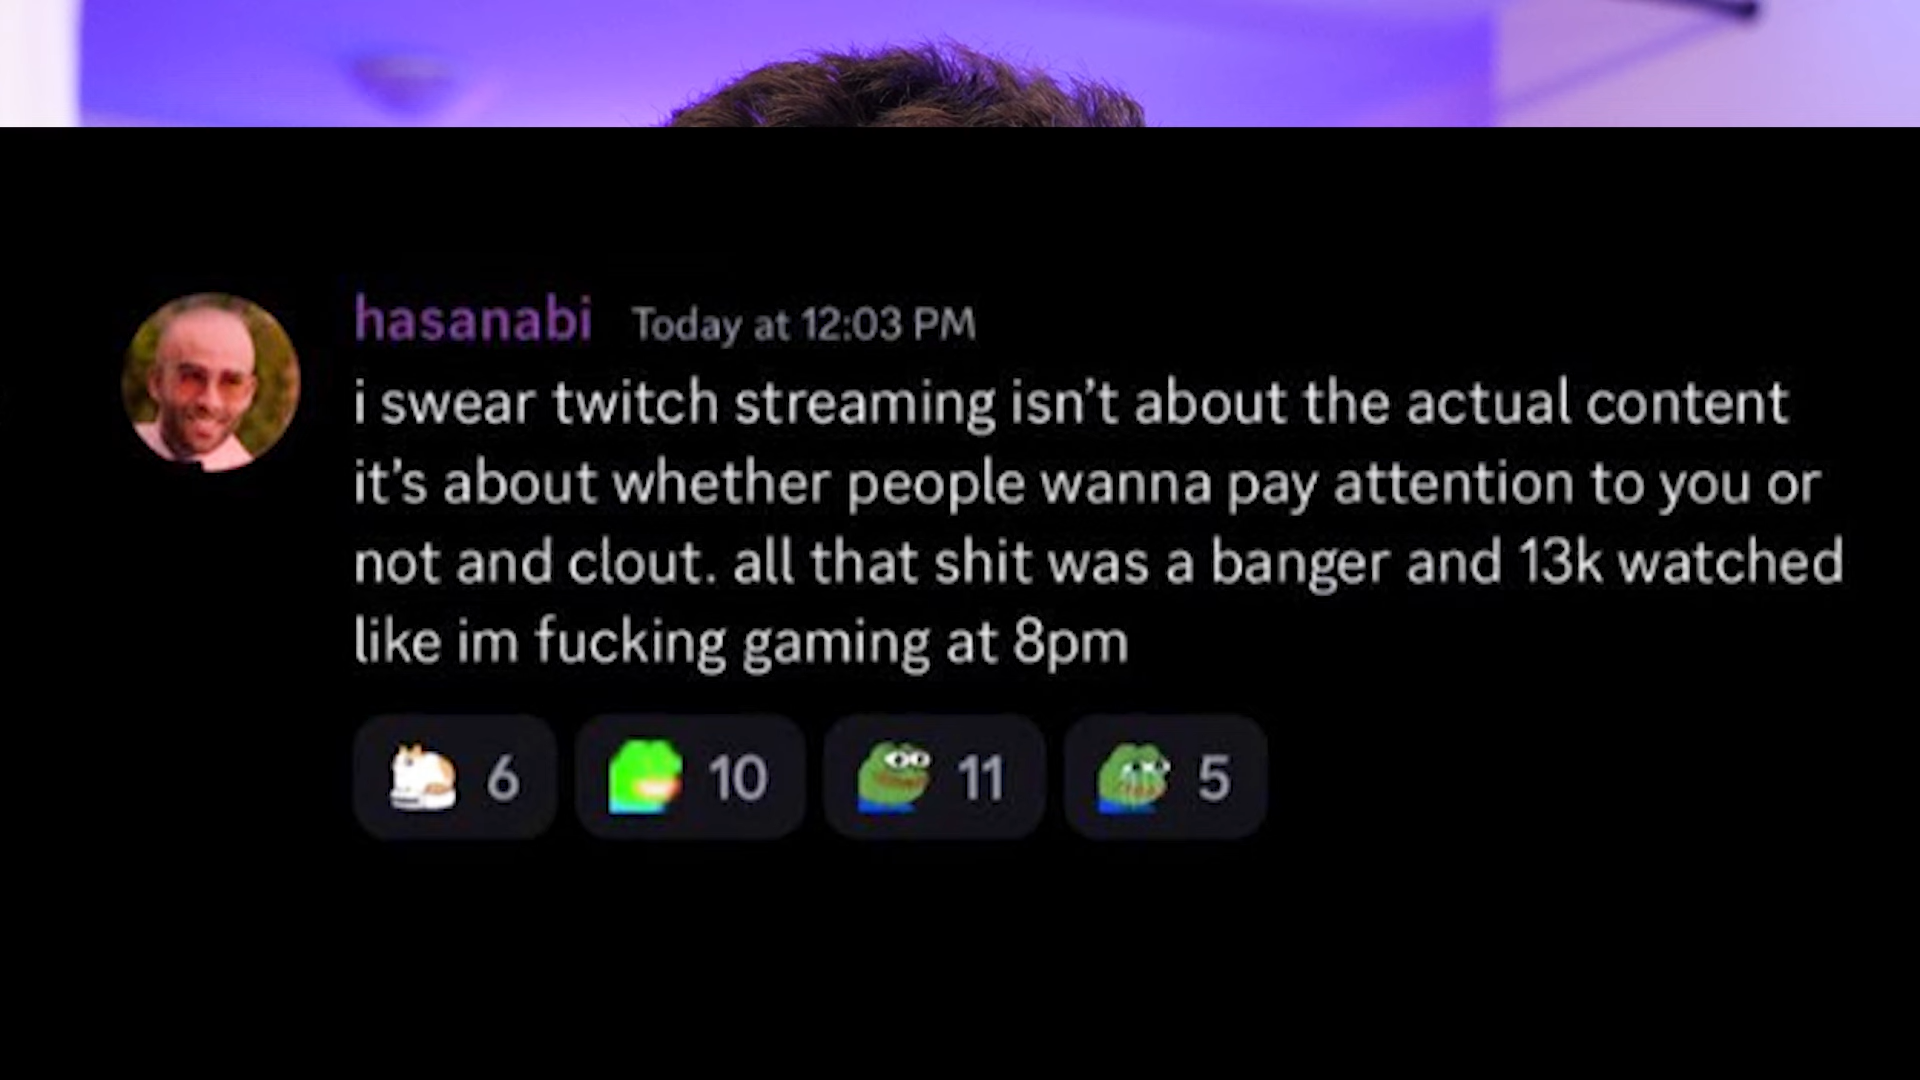 hasanabi Today at 12:03 PM
i swear twitch streaming isn’t about the actual content
it’s about whether people wanna pay attention to you or
not and clout. all that shit was a banger and 13k watched
like im fucking gaming at 8pm
6 10 11 5